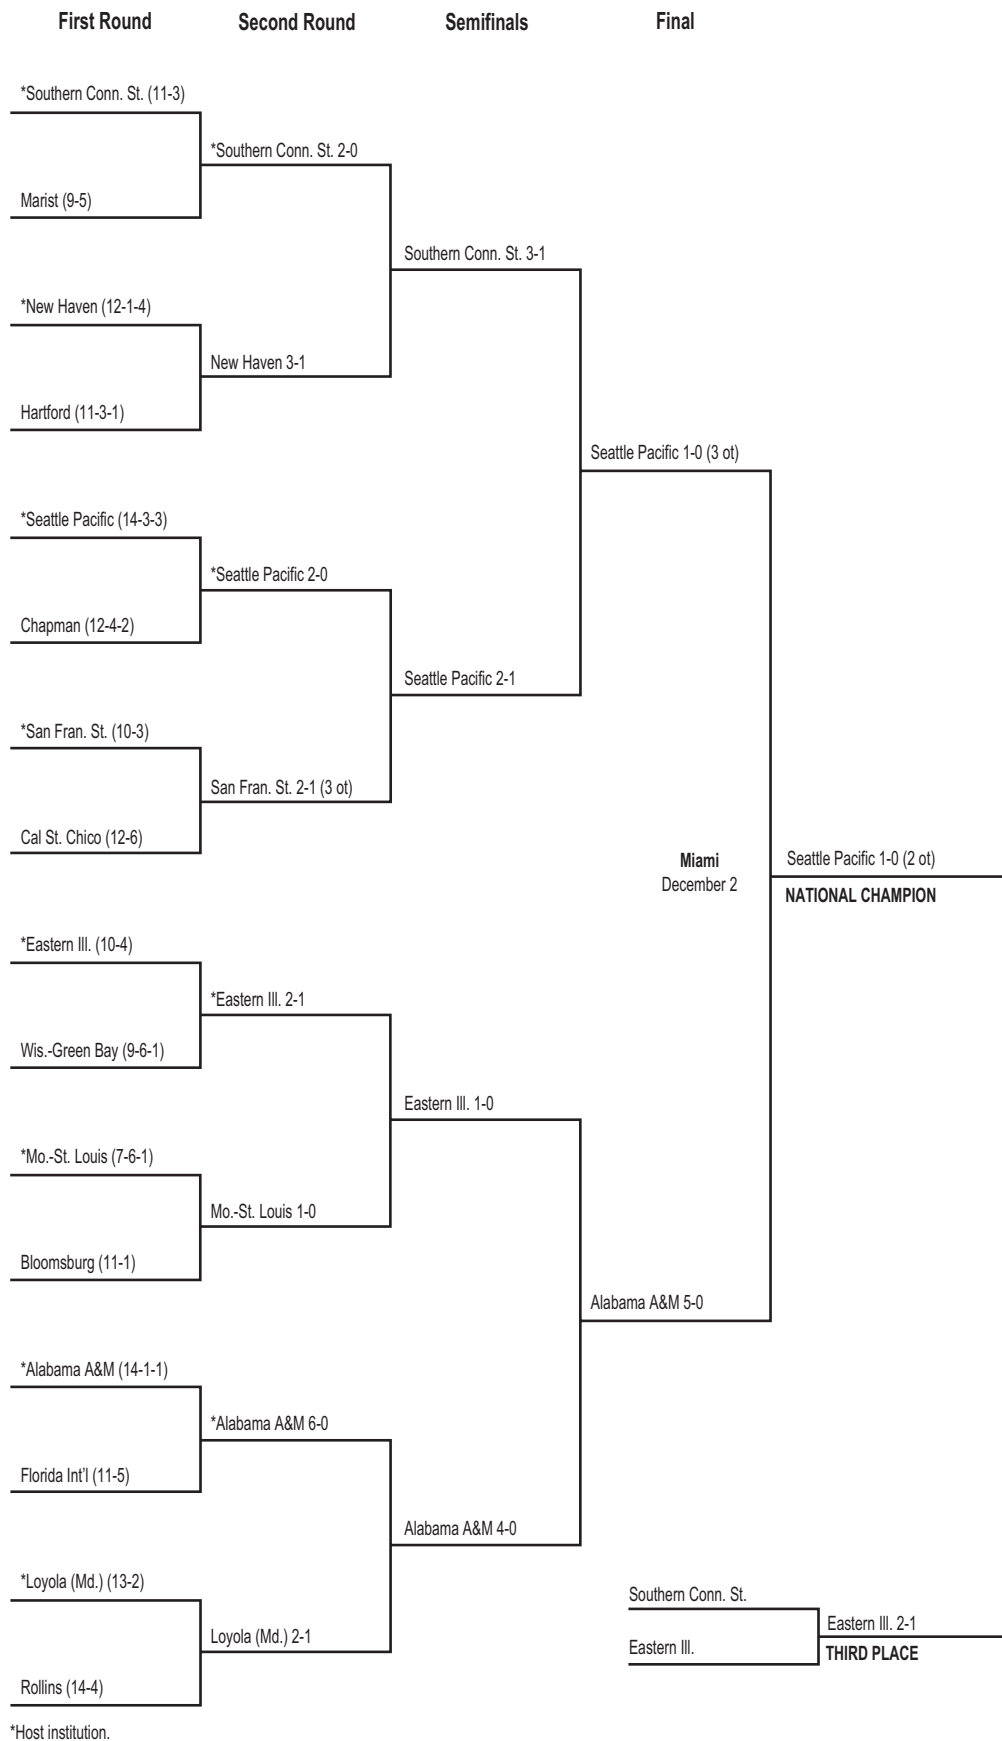 First Round Second Round Semifinals Final
*Southern Conn. St. (11-3)
*Southern Conn. St. 2-0
Marist (9-5)
Southern Conn. St. 3-1
*New Haven (12-1-4)
New Haven 3-1
Hartford (11-3-1)
Seattle Pacific 1-0 (3 ot)
*Seattle Pacific (14-3-3)
*Seattle Pacific 2-0
Chapman (12-4-2)
Seattle Pacific 2-1
*San Fran. St. (10-3)
San Fran. St. 2-1 (3 ot)
Cal St. Chico (12-6)
Miami
December 2
Seattle Pacific 1-0 (2 ot)
NATIONAL CHAMPION
*Eastern Ill. (10-4)
*Eastern Ill. 2-1
Wis.-Green Bay (9-6-1)
Eastern Ill. 1-0
*Mo.-St. Louis (7-6-1)
Mo.-St. Louis 1-0
Bloomsburg (11-1)
Alabama A&M 5-0
*Alabama A&M (14-1-1)
*Alabama A&M 6-0
Florida Int'l (11-5)
Alabama A&M 4-0
*Loyola (Md.) (13-2)
Loyola (Md.) 2-1
Rollins (14-4)
Southern Conn. St.
Eastern Ill.
Eastern Ill. 2-1
THIRD PLACE
*Host institution.